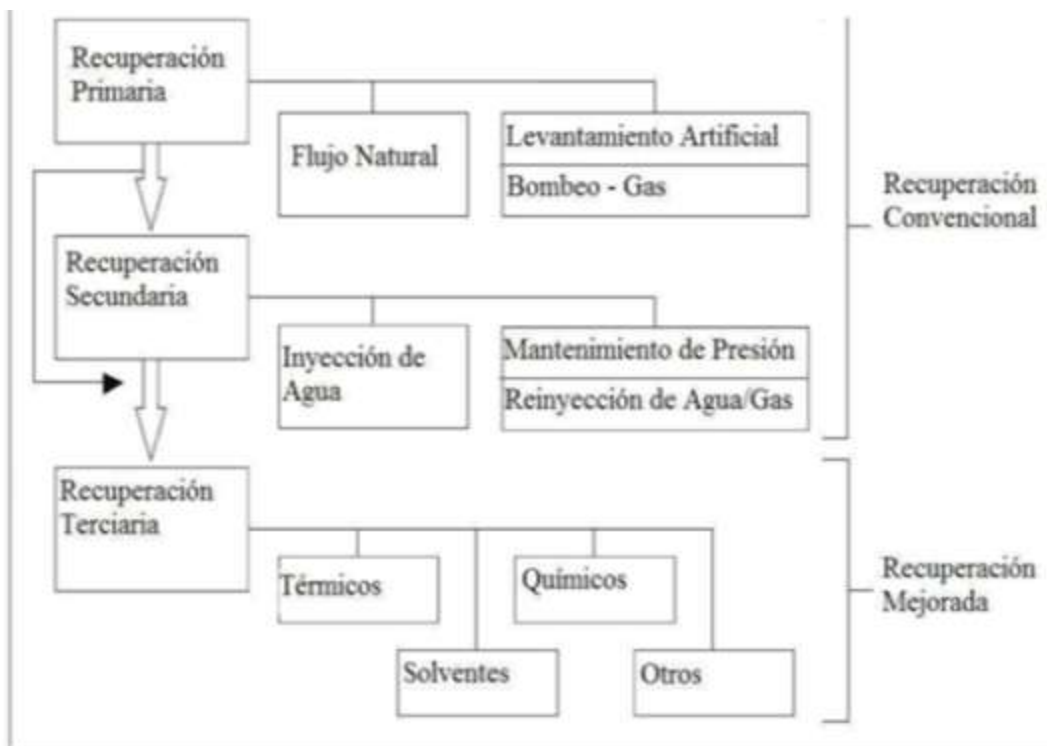 Recuperación
Primaria
Flujo Natural
Levantamiento Artificial
Bombeo - Gas
Recuperación
Convencional
Recuperación
Secundaria
Inyección de
Agua
Mantenimiento de Presión
Reinyección de Agua/Gas
Recuperación
Terciaria
Térmicos
Químicos
Solventes
Otros
Recuperación
Mejorada